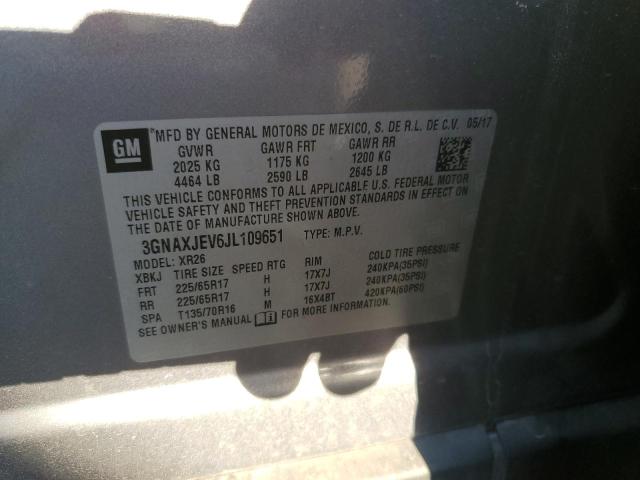 GM
MFD BY GENERAL MOTORS DE MEXICO, S. DE R.L. DE C.V. 05/17
GVWR GAWR FRT GAWR RR
2025 KG 1175 KG 1200 KG
4464 LB 2590 LB 2645 LB
THIS VEHICLE CONFORMS TO ALL APPLICABLE U.S. FEDERAL MOTOR
VEHICLE SAFETY AND THEFT PREVENTION STANDARDS IN EFFECT ON
THE DATE OF MANUFACTURE SHOWN ABOVE.
3GNAXJEV6JL109651 TYPE: M.P.V.
MODEL: XR26
XBKJ TIRE SIZE SPEED RTG RIM COLD TIRE PRESSURE
FRT 225/65R17 H 17X7J 240KPA(35PSI)
RR 225/65R17 H 17X7J 240KPA(35PSI)
SPA T135/70R16 M 16X4BT 420KPA(60PSI)
SEE OWNER'S MANUAL